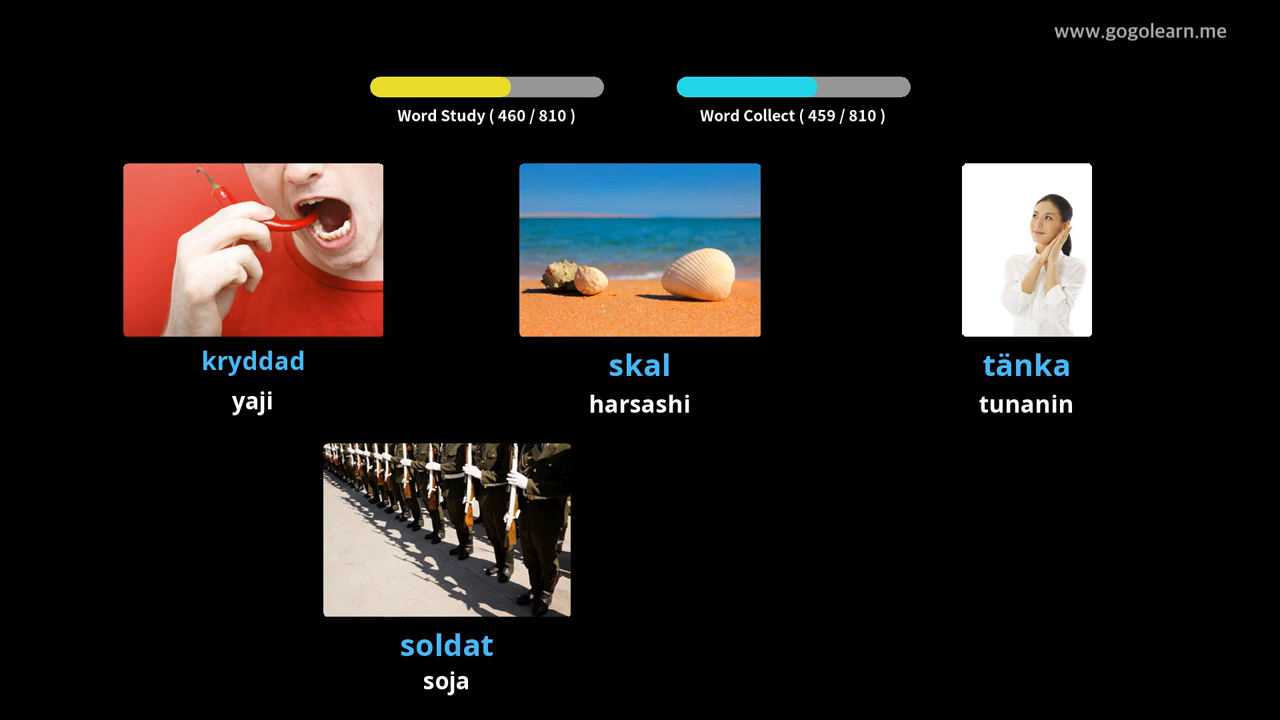 www.gogolearn.me
Word Study ( 460 / 810 )
Word Collect ( 459 / 810 )
kryddad
yaji
skal
harsashi
tänka
tunanin
soldat
soja